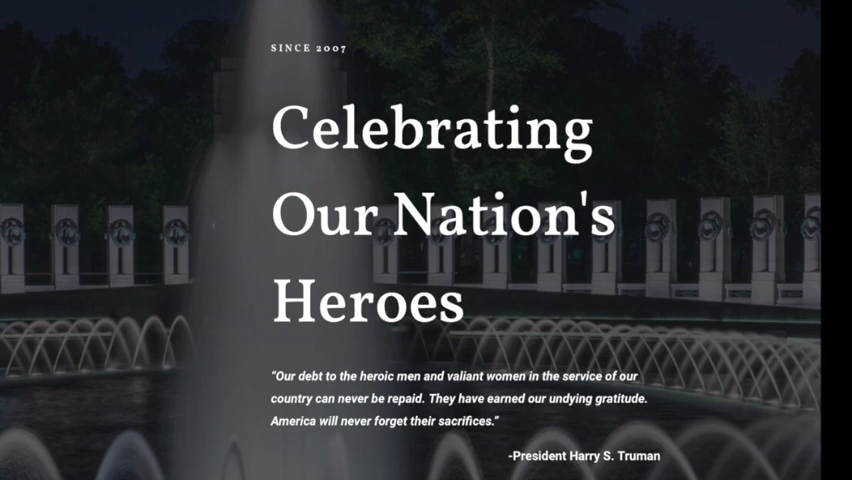 SINCE 2007
Celebrating
Our Nation's
Heroes
“Our debt to the heroic men and valiant women in the service of our
country can never be repaid. They have earned our undying gratitude.
America will never forget their sacrifices.”
-President Harry S. Truman